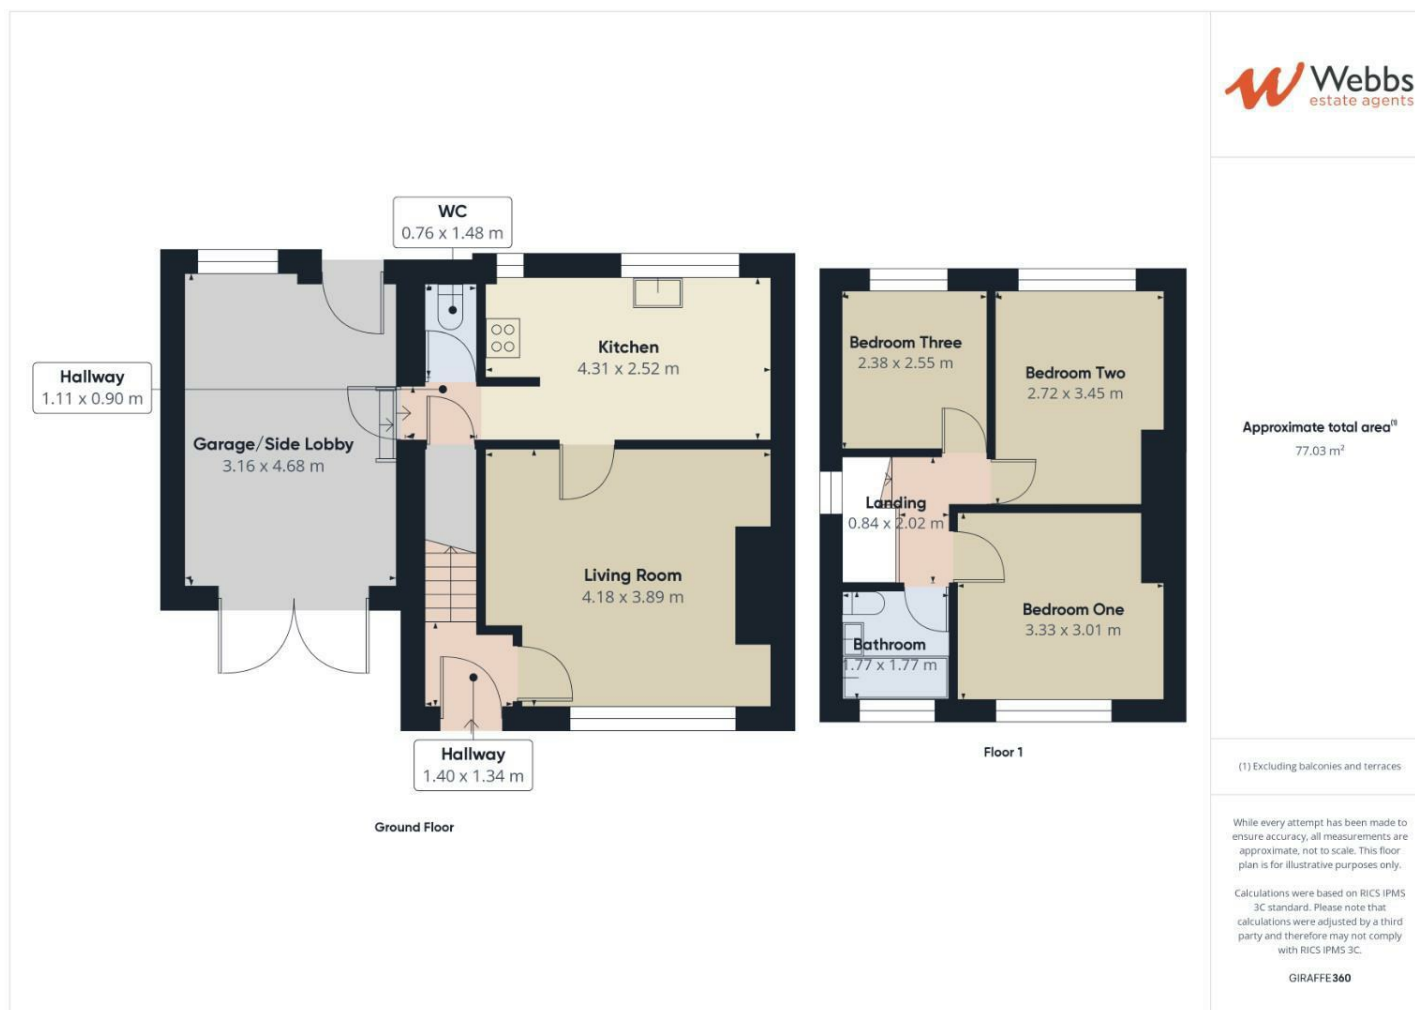 Webbs
estate agents
WC
0.76 x 1.48 m
Hallway
1.11 x 0.90 m
Kitchen
4.31 x 2.52 m
Garage/Side Lobby
3.16 x 4.68 m
Living Room
4.18 x 3.89 m
Hallway
1.40 x 1.34 m
Ground Floor
Bedroom Three
2.38 x 2.55 m
Bedroom Two
2.72 x 3.45 m
Landing
0.84 x 2.02 m
Bedroom One
3.33 x 3.01 m
Bathroom
1.77 x 1.77 m
Floor 1
Approximate total area(1)
77.03 m²
(1) Excluding balconies and terraces
While every attempt has been made to
ensure accuracy, all measurements are
approximate, not to scale. This floor
plan is for illustrative purposes only.
Calculations were based on RICS IPMS
3C standard. Please note that
calculations were adjusted by a third
party and therefore may not comply
with RICS IPMS 3C.
GIRAFFE360